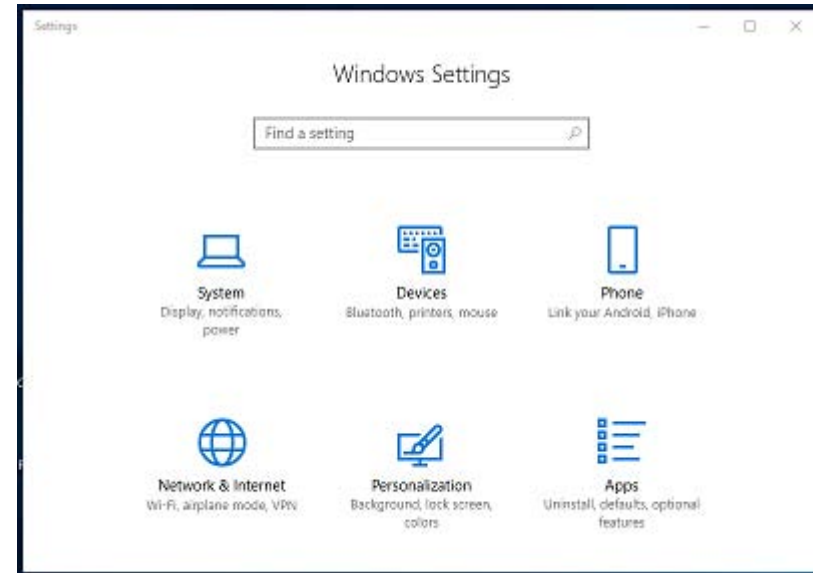 Settings
Windows Settings
Find a setting
System
Display, notifications,
power
Devices
Bluetooth, printers, mouse
Phone
Link your Android, iPhone
Network & Internet
Wi-Fi, airplane mode, VPN
Personalization
Background, lock screen,
colors
Apps
Uninstall, defaults, optional
features